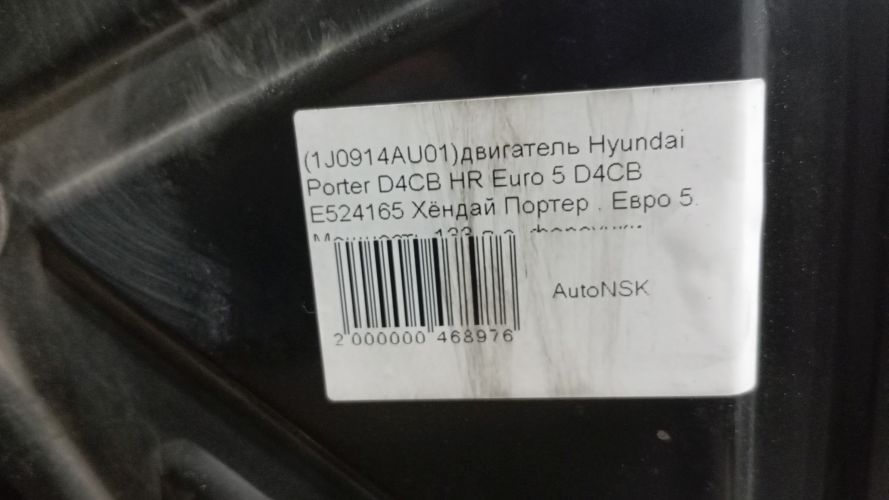 (1J0914AU01)двигатель Hyundai
Porter D4CB HR Euro 5 D4CB
E524165 Хёндай Портер . Евро 5.
2 000000 468976
AutoNSK